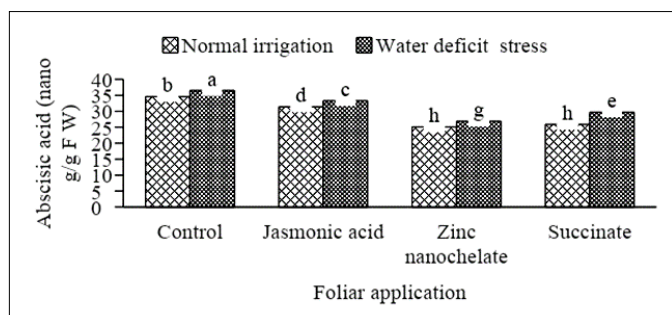 Normal irrigation Water deficit stress
Abscisic acid (nano
g/g F W)
40
35
30
25
20
15
10
5
0
b a d c h g h e
Control Jasmonic acid Zinc Succinate
nanochelate
Foliar application